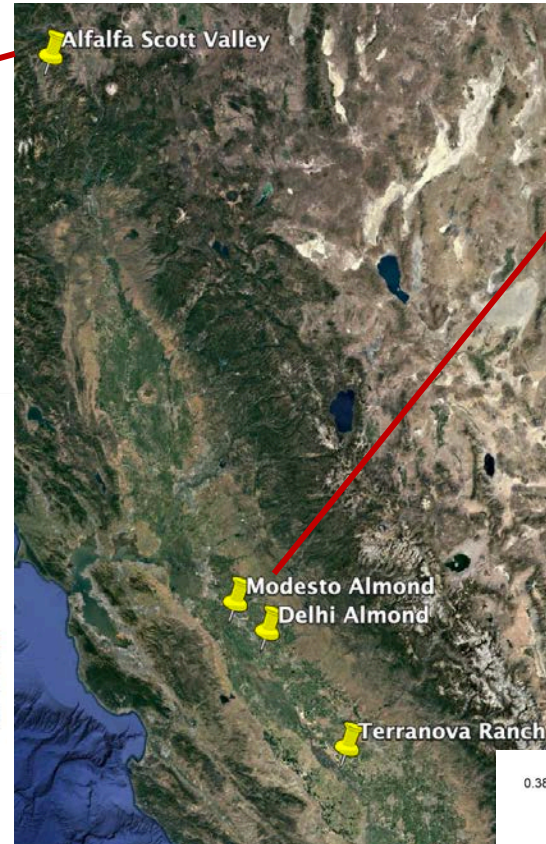 Alfalfa Scott Valley
Modesto Almond
Delhi Almond
Terranova Ranch
0.38